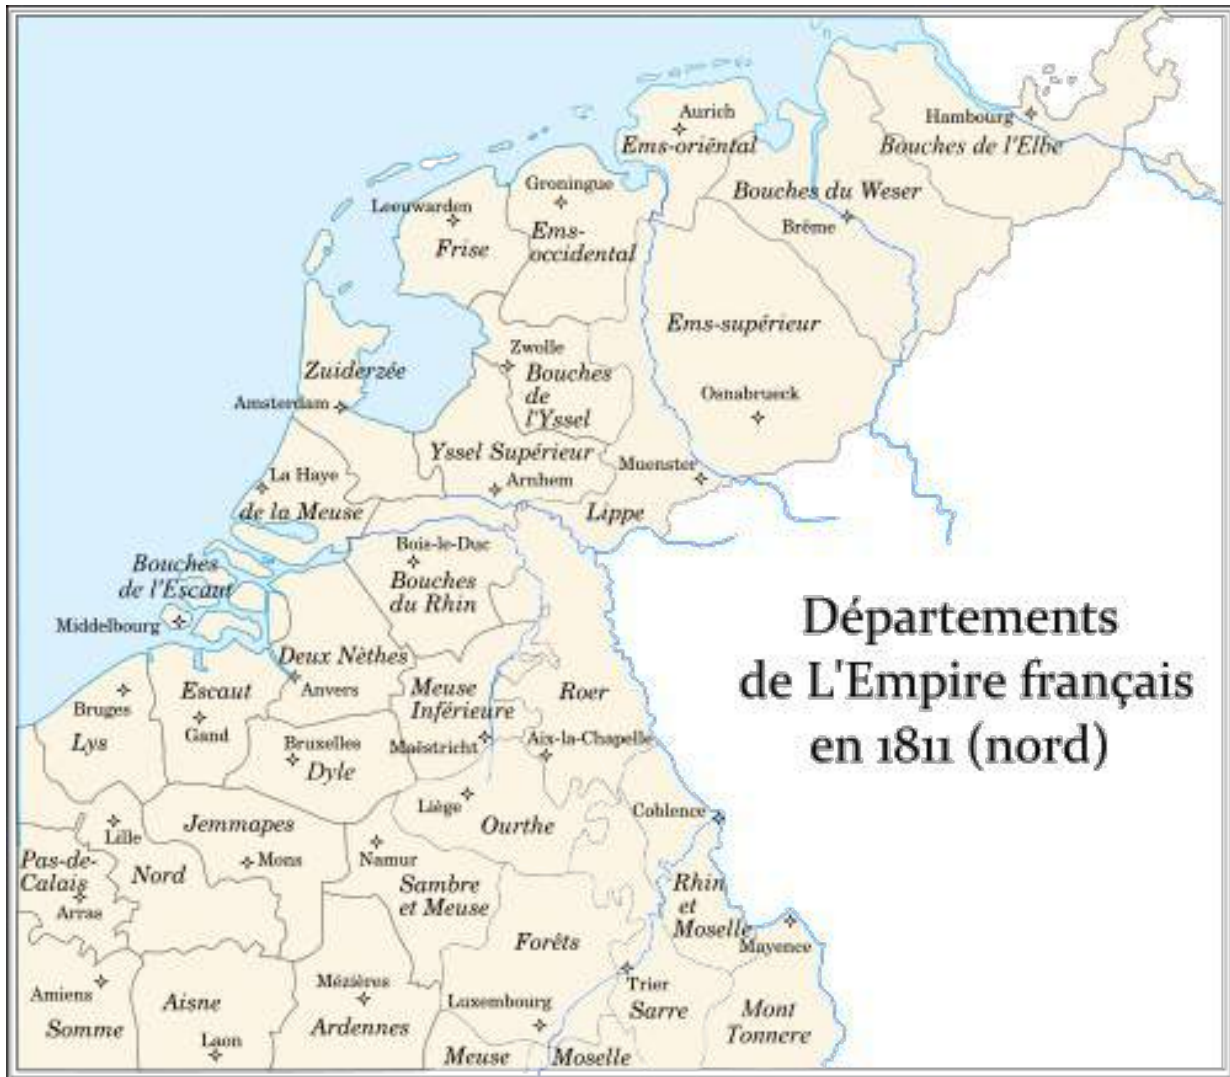 Aurich
Ems-oriëntal
Hambourg
Bouches de l'Elbe
Groningue
Ems-
occidental
Bouches du Weser
Brême
Leeuwarden
Frise
Ems-supérieur
Osnabrueck
Zuiderzée
Zwolle
Bouches
de
l'Yssel
Amsterdam
Yssel Supérieur
Arnhem
Muenster
Lippe
La Haye
de la Meuse
Bois-le-Duc
Bouches
du Rhin
Bouches
de l'Escaut
Middelbourg
Départements
de L'Empire français
en 1811 (nord)
Deux Nèthes
Anvers
Escaut
Gand
Bruges
Lys
Meuse
Inférieure
Maëstricht
Roer
Aix-la-Chapelle
Bruxelles
Dyle
Liège
Ourthe
Coblence
Lille
Jemmapes
Mons
Nord
Pas-de-
Calais
Arras
Namur
Sambre
et Meuse
Rhin
et
Moselle
Mayence
Forêts
Luxembourg
Trier
Sarre
Mont
Tonnere
Amiens
Somme
Aisne
Laon
Mézières
Ardennes
Meuse
Moselle